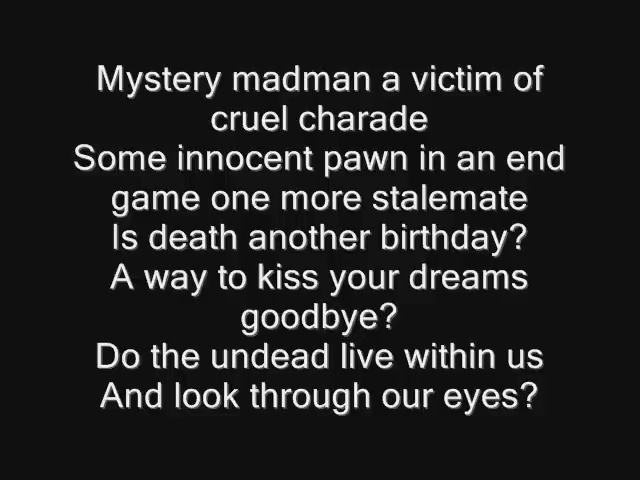 Mystery madman a victim of
cruel charade
Some innocent pawn in an end
game one more stalemate
Is death another birthday?
A way to kiss your dreams
goodbye?
Do the undead live within us
And look through our eyes?